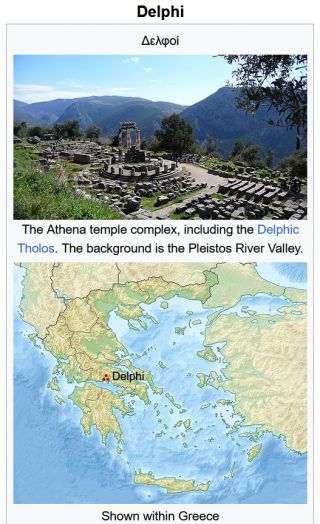 Delphi
Δελφοί
The Athena temple complex, including the Delphic
Tholos. The background is the Pleistos River Valley.
Delphi
Shown within Greece